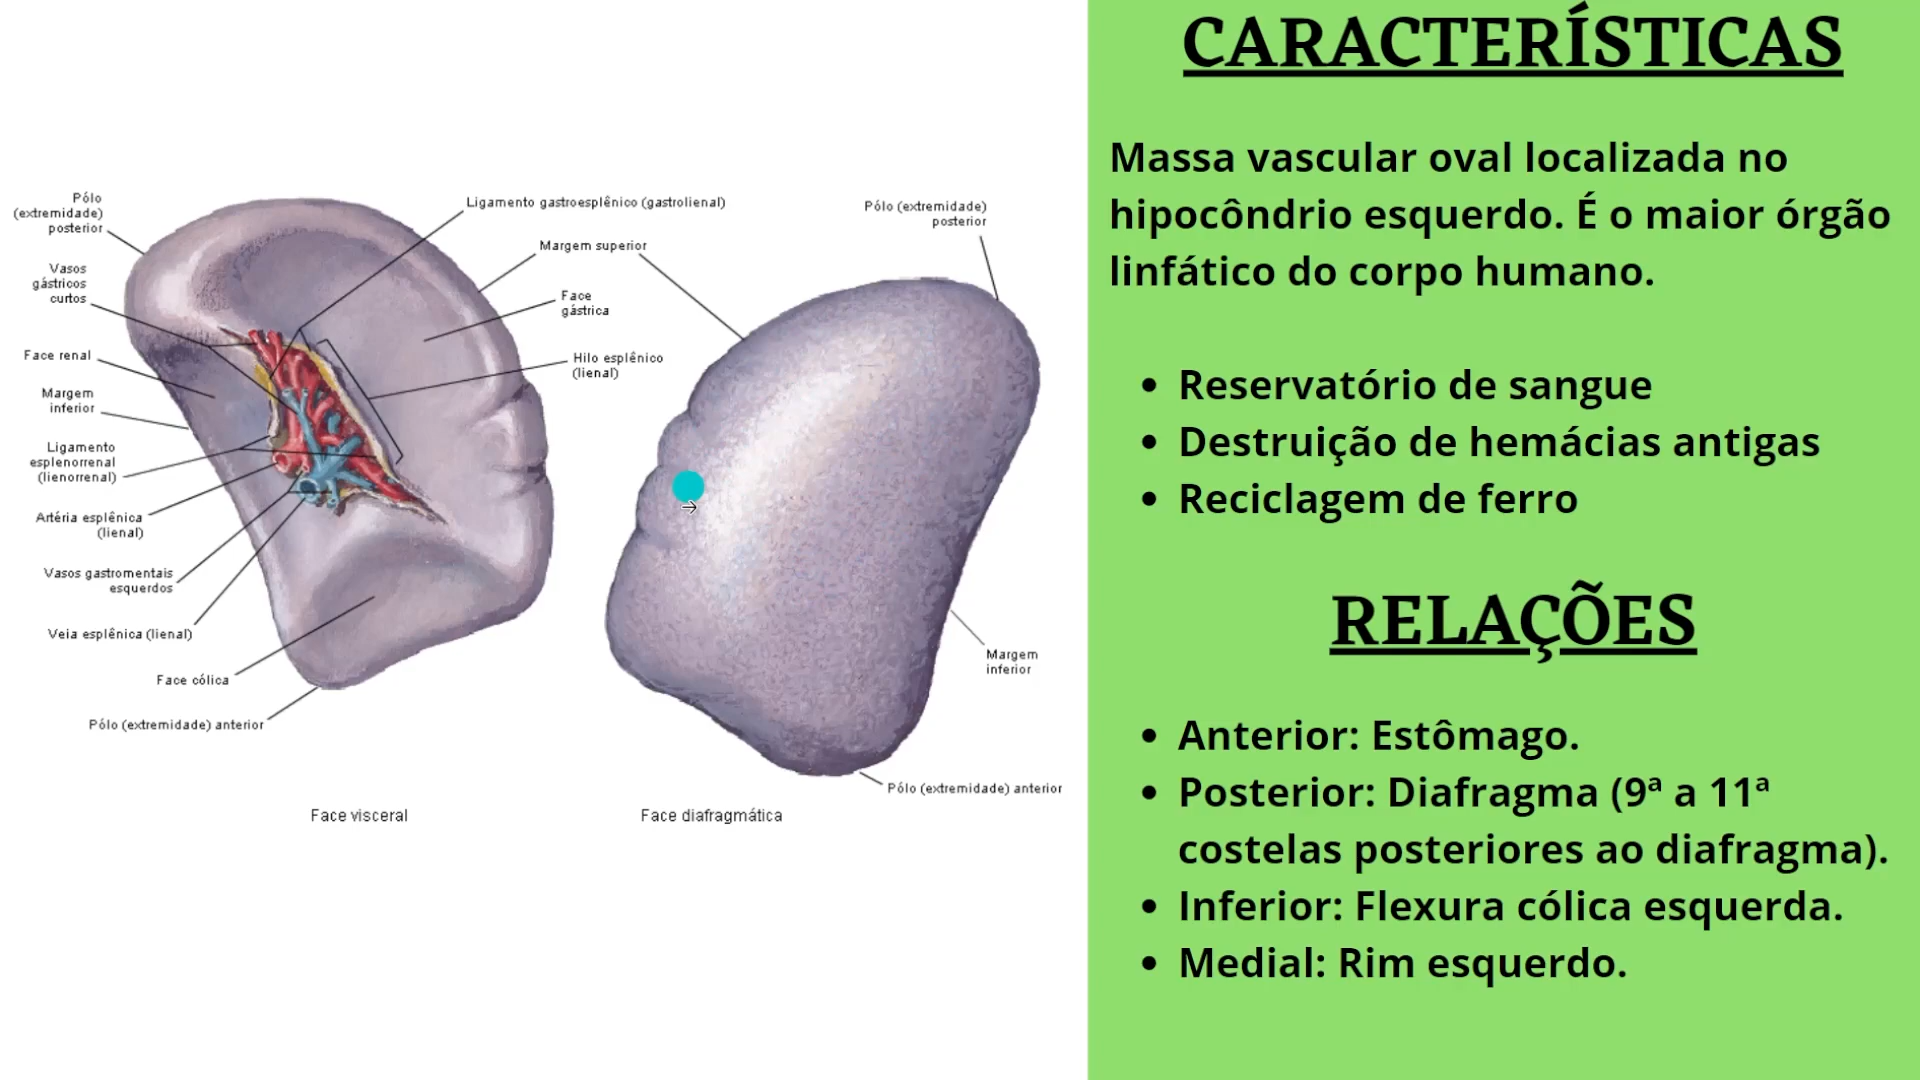 Pólo
(extremidade)
posterior
Vasos
gástricos
curtos
Face renal
Margem
inferior
Ligamento
esplenorrenal
(lienorrenal)
Artéria esplênica
(lienal)
Vasos gastromentais
esquerdos
Veia esplênica (lienal)
Face cólica
Pólo (extremidade) anterior
Ligamento gastroesplênico (gastrolienal)
Margem superior
Face
gástrica
Hilo esplênico
(lienal)
Face visceral
Pólo (extremidade)
posterior
Margem
inferior
Pólo (extremidade) anterior
Face diafragmática
CARACTERÍSTICAS
Massa vascular oval localizada no
hipocôndrio esquerdo. É o maior órgão
linfático do corpo humano.
• Reservatório de sangue
• Destruição de hemácias antigas
• Reciclagem de ferro
RELAÇÕES
• Anterior: Estômago.
• Posterior: Diafragma (9ª a 11ª
costelas posteriores ao diafragma).
• Inferior: Flexura cólica esquerda.
• Medial: Rim esquerdo.